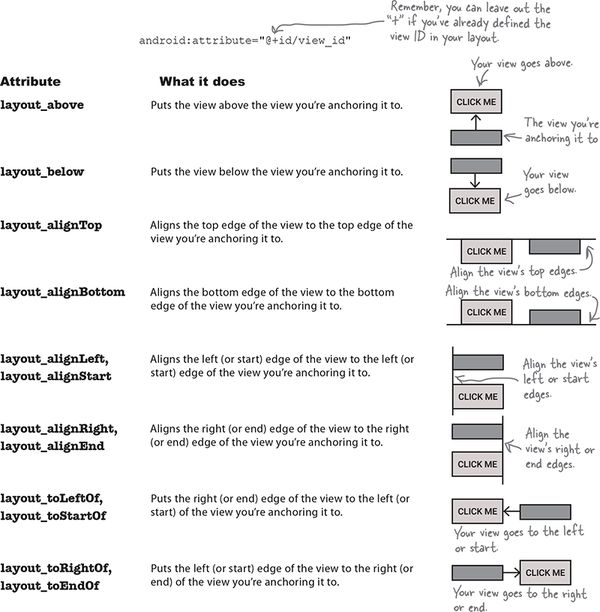 Remember, you can leave out the
"+" if you've already defined the
view ID in your layout.
android:attribute="@+id/view_id"
Attribute
What it does
Your view goes above.
layout_above
Puts the view above the view you're anchoring it to.
CLICK ME
The view you're
anchoring it to
layout_below
Puts the view below the view you're anchoring it to.
CLICK ME
Your view
goes below.
layout_alignTop
Aligns the top edge of the view to the top edge of the
view you're anchoring it to.
CLICK ME
Align the view's top edges.
layout_alignBottom
Aligns the bottom edge of the view to the bottom
edge of the view you're anchoring it to.
Align the view's bottom edges.
CLICK ME
layout_alignLeft,
layout_alignStart
Aligns the left (or start) edge of the view to the left (or
start) edge of the view you're anchoring it to.
CLICK ME
Align the view's
left or start
edges.
layout_alignRight,
layout_alignEnd
Aligns the right (or end) edge of the view to the right
(or end) edge of the view you're anchoring it to.
CLICK ME
Align the
view's right or
end edges.
layout_toLeftOf,
layout_toStartOf
Puts the right (or end) edge of the view to the left (or
start) of the view you're anchoring it to.
CLICK ME
Your view goes to the left
or start.
layout_toRightOf,
layout_toEndOf
Puts the left (or start) edge of the view to the right (or
end) of the view you're anchoring it to.
CLICK ME
Your view goes to the right
or end.